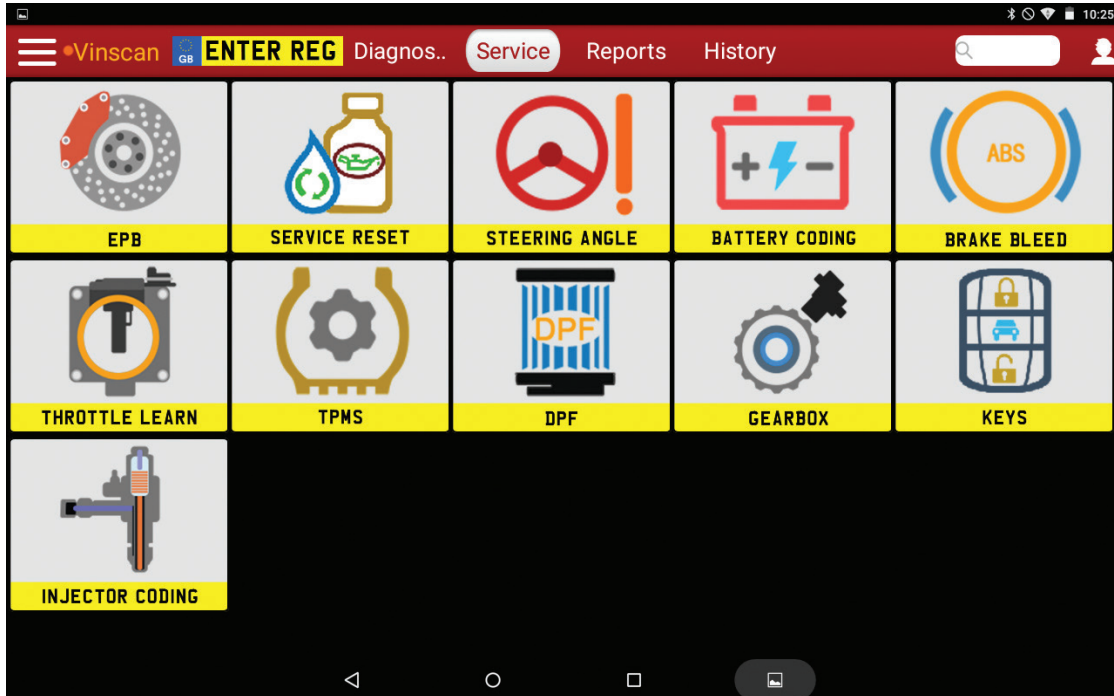 10:25
Vinscan GB ENTER REG Diagnos.. Service Reports History
ABS
EPB SERVICE RESET STEERING ANGLE BATTERY CODING BRAKE BLEED
DPF
THROTTLE LEARN TPMS DPF GEARBOX KEYS
INJECTOR CODING